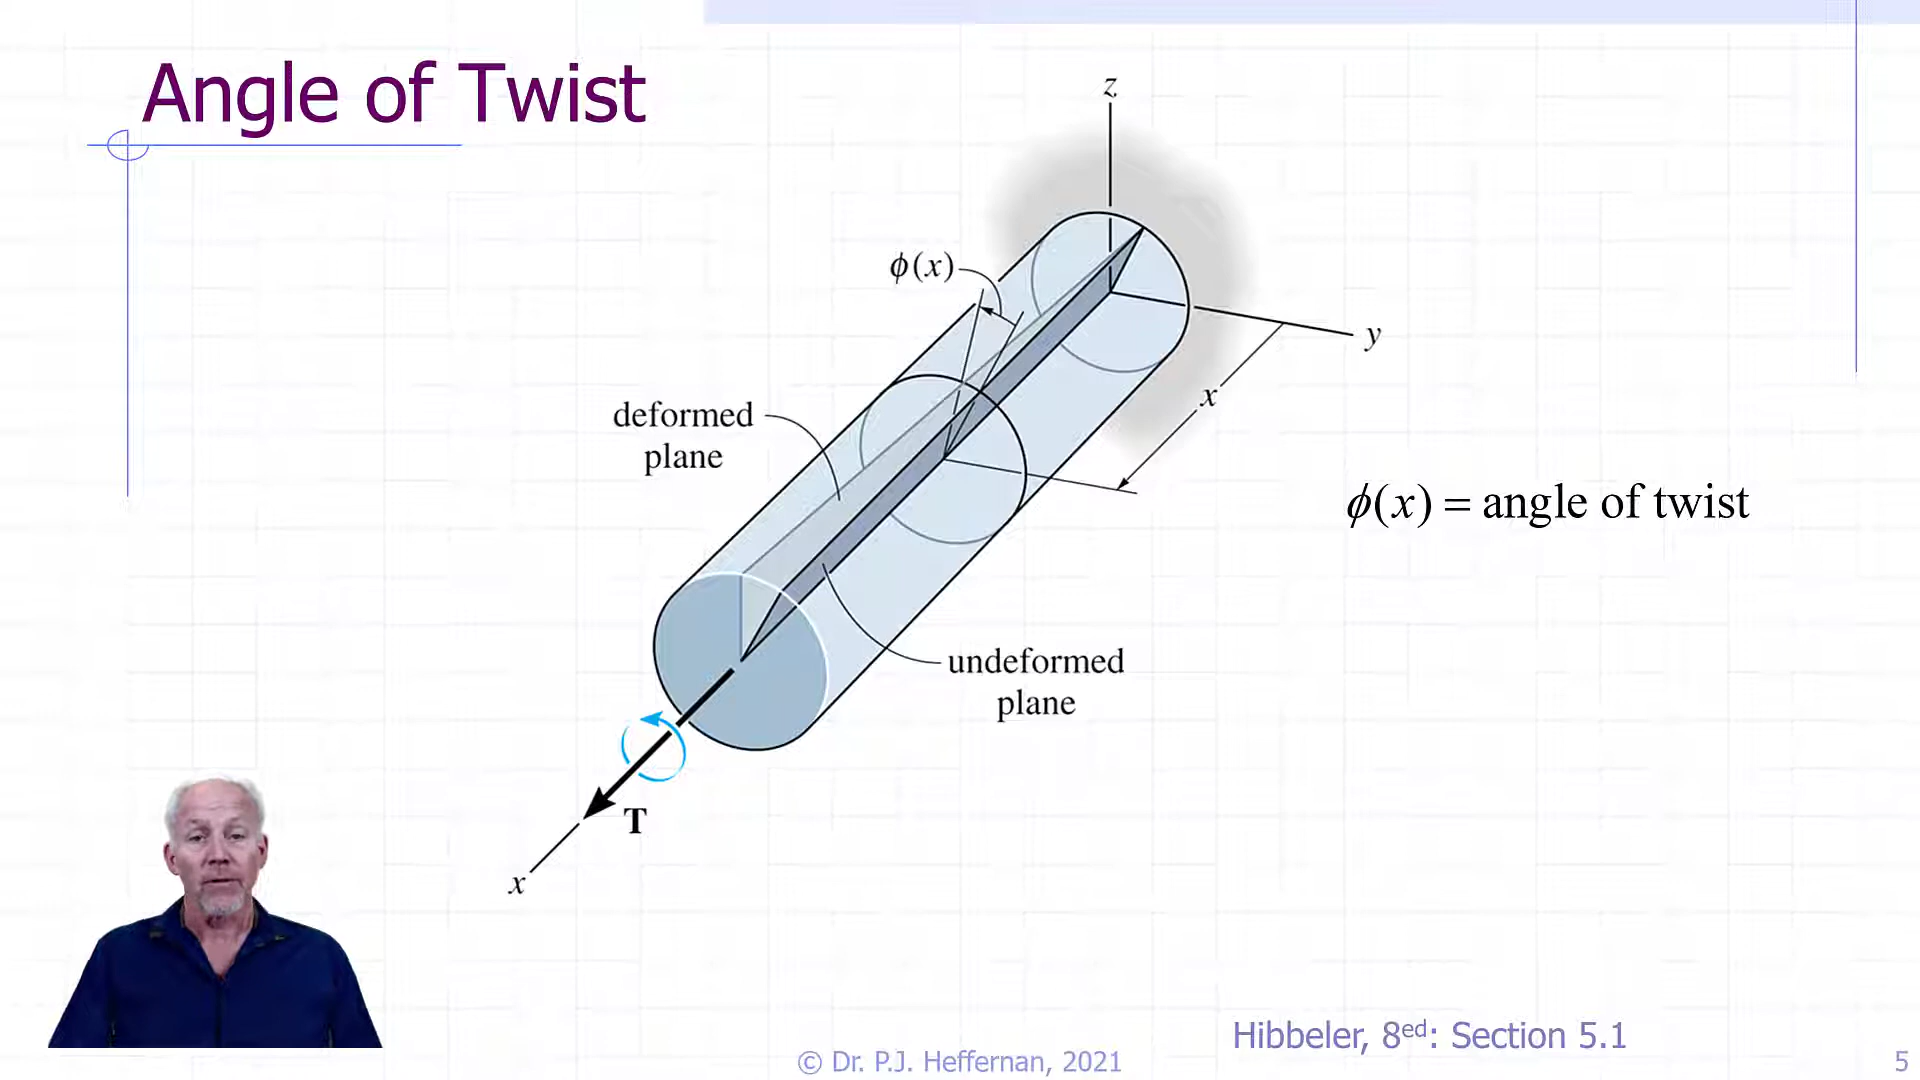 Angle of Twist
z
ϕ(x)
y
x
deformed
plane
ϕ(x) = angle of twist
undeformed
plane
T
x
Hibbeler, 8ed: Section 5.1
© Dr. P.J. Heffernan, 2021
5